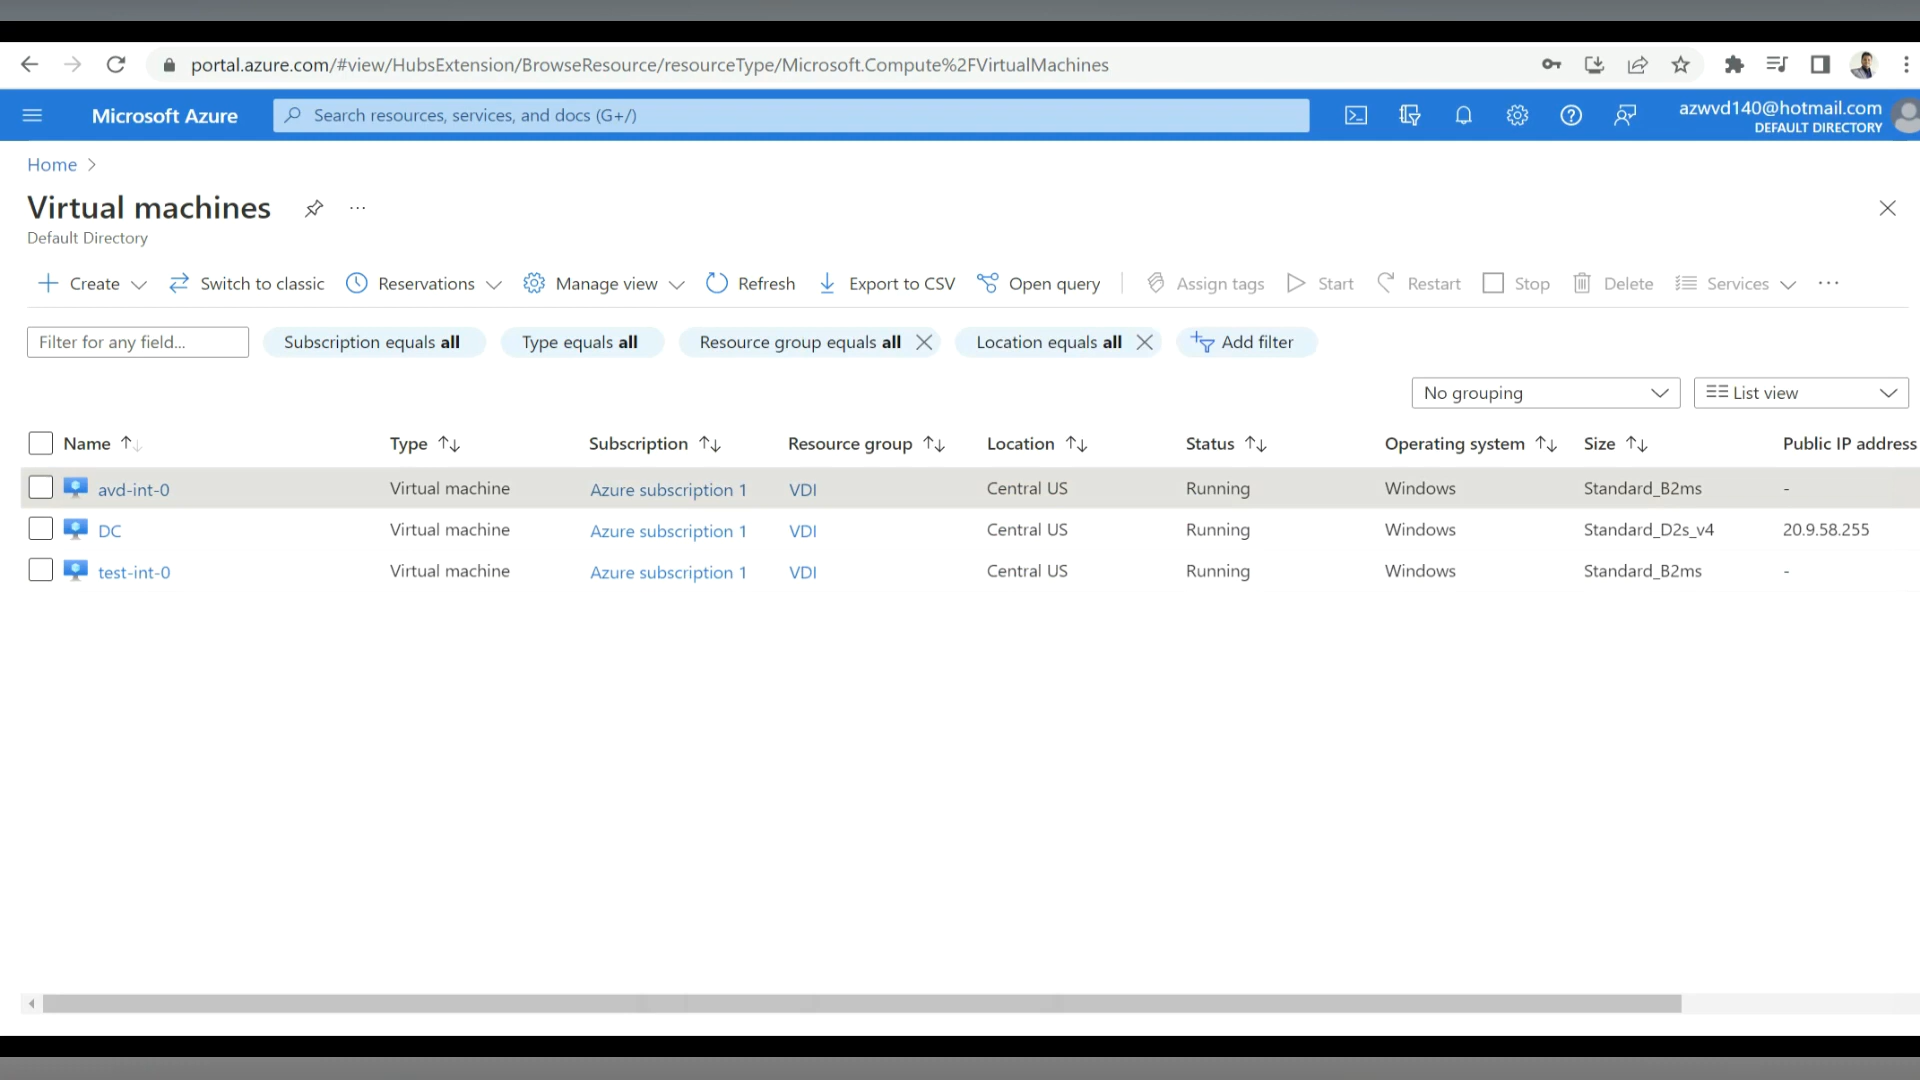 portal.azure.com/#view/HubsExtension/BrowseResource/resourceType/Microsoft.Compute%2FVirtualMachines
Microsoft Azure
Search resources, services, and docs (G+/)
azwvd140@hotmail.com
DEFAULT DIRECTORY
Home
Virtual machines
Default Directory
Create Switch to classic Reservations Manage view Refresh Export to CSV Open query Assign tags Start Restart Stop Delete Services
Filter for any field... Subscription equals all Type equals all Resource group equals all Location equals all Add filter
No grouping List view
Name Type Subscription Resource group Location Status Operating system Size Public IP address
avd-int-0 Virtual machine Azure subscription 1 VDI Central US Running Windows Standard_B2ms -
DC Virtual machine Azure subscription 1 VDI Central US Running Windows Standard_D2s_v4 20.9.58.255
test-int-0 Virtual machine Azure subscription 1 VDI Central US Running Windows Standard_B2ms -